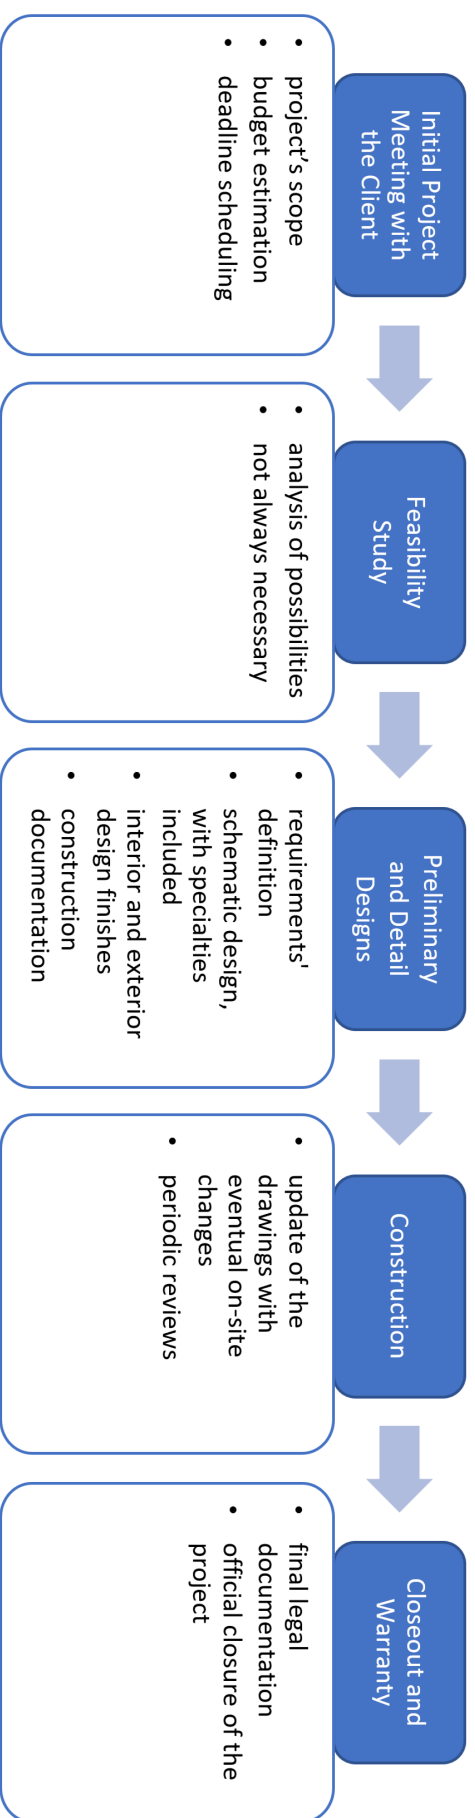 Initial Project
Meeting with
the Client
• project's scope
• budget estimation
• deadline scheduling
Feasibility
Study
• analysis of possibilities
• not always necessary
Preliminary
and Detail
Designs
• requirements'
definition
• schematic design,
with specialties
included
• interior and exterior
design finishes
• construction
documentation
Construction
• update of the
drawings with
eventual on-site
changes
• periodic reviews
Closeout and
Warranty
• final legal
documentation
• official closure of the
project